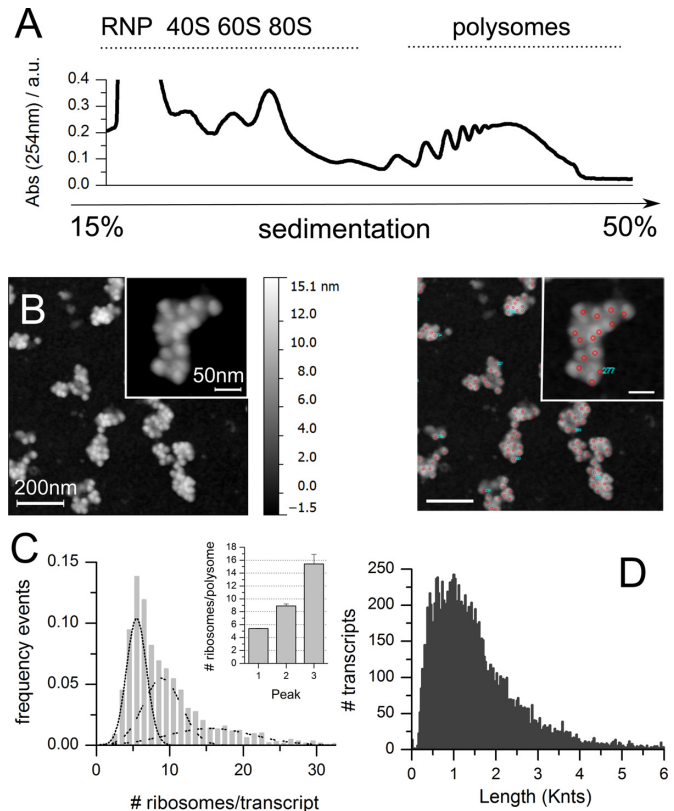 A
RNP 40S 60S 80S polysomes
Abs (254nm) / a.u.
0.4
0.3
0.2
0.1
0.0
15% sedimentation 50%
B
15.1 nm
12.0
10.0
8.0
6.0
4.0
2.0
0.0
−1.5
50nm
200nm
277
C
frequency events
0.15
0.10
0.05
0.00
0 10 20 30
# ribosomes/transcript
# ribosomes/polysome
18
16
14
12
10
8
6
4
2
0
1 2 3
Peak
D
# transcripts
250
200
150
100
50
0
0 1 2 3 4 5 6
Length (Knts)